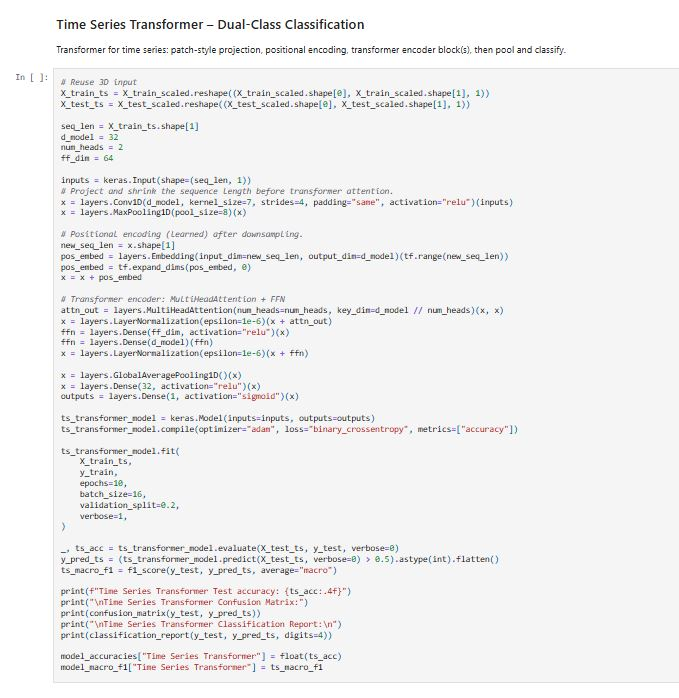 Time Series Transformer – Dual-Class Classification
Transformer for time series: patch-style projection, positional encoding, transformer encoder block(s), then pool and classify.
In [ ]:
# Reuse 3D input
X_train_ts = X_train_scaled.reshape((X_train_scaled.shape[0], X_train_scaled.shape[1], 1))
X_test_ts = X_test_scaled.reshape((X_test_scaled.shape[0], X_test_scaled.shape[1], 1))
seq_len = X_train_ts.shape[1]
d_model = 32
num_heads = 2
ff_dim = 64
inputs = keras.Input(shape=(seq_len, 1))
# Project and shrink the sequence length before transformer attention.
x = layers.Conv1D(d_model, kernel_size=7, strides=4, padding="same", activation="relu")(inputs)
x = layers.MaxPooling1D(pool_size=8)(x)
# Positional encoding (learned) after downsampling.
new_seq_len = x.shape[1]
pos_embed = layers.Embedding(input_dim=new_seq_len, output_dim=d_model)(tf.range(new_seq_len))
pos_embed = tf.expand_dims(pos_embed, 0)
x = x + pos_embed
# Transformer encoder: MultiHeadAttention + FFN
attn_out = layers.MultiHeadAttention(num_heads=num_heads, key_dim=d_model // num_heads)(x, x)
x = layers.LayerNormalization(epsilon=1e-6)(x + attn_out)
ffn = layers.Dense(ff_dim, activation="relu")(x)
ffn = layers.Dense(d_model)(ffn)
x = layers.LayerNormalization(epsilon=1e-6)(x + ffn)
x = layers.GlobalAveragePooling1D()(x)
x = layers.Dense(32, activation="relu")(x)
outputs = layers.Dense(1, activation="sigmoid")(x)
ts_transformer_model = keras.Model(inputs=inputs, outputs=outputs)
ts_transformer_model.compile(optimizer="adam", loss="binary_crossentropy", metrics=["accuracy"])
ts_transformer_model.fit(
X_train_ts,
y_train,
epochs=10,
batch_size=16,
validation_split=0.2,
verbose=1,
)
_, ts_acc = ts_transformer_model.evaluate(X_test_ts, y_test, verbose=0)
y_pred_ts = (ts_transformer_model.predict(X_test_ts, verbose=0) > 0.5).astype(int).flatten()
ts_macro_f1 = f1_score(y_test, y_pred_ts, average="macro")
print(f"Time Series Transformer Test accuracy: {ts_acc:.4f}")
print("\nTime Series Transformer Confusion Matrix:")
print(confusion_matrix(y_test, y_pred_ts))
print("\nTime Series Transformer Classification Report:\n")
print(classification_report(y_test, y_pred_ts, digits=4))
model_accuracies["Time Series Transformer"] = float(ts_acc)
model_macro_f1["Time Series Transformer"] = ts_macro_f1